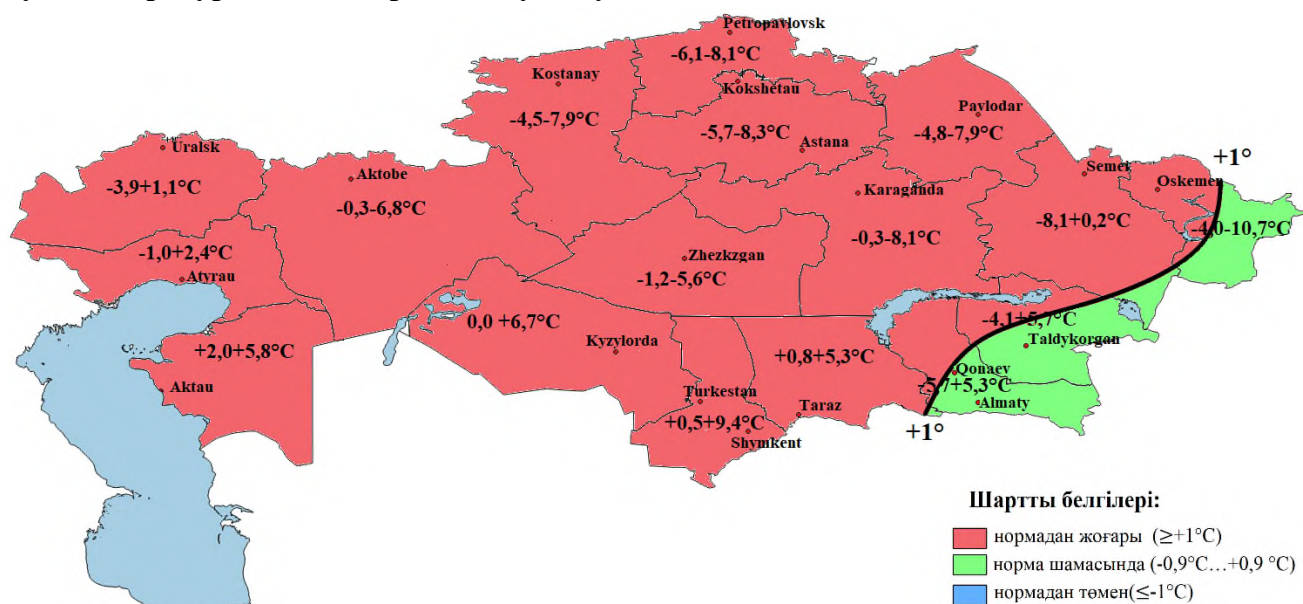 Petropavlovsk
-6,1-8,1°C
Kostanay
Kokshetau
-4,5-7,9°C
-5,7-8,3°C
Astana
Pavlodar
-4,8-7,9°C
Uralsk
-3,9+1,1°C
Aktobe
-0,3-6,8°C
Karaganda
-0,3-8,1°C
Semei
Oskemen
+1°
-8,1+0,2°C
-4,0-10,7°C
-1,0+2,4°C
Atyrau
Zhezkzgan
-1,2-5,6°C
0,0 +6,7°C
Kyzylorda
+2,0+5,8°C
Aktau
+0,8+5,3°C
-4,1+5,7°C
Taldykorgan
Qonaev
-5,7+5,3°C
Almaty
+1°
Turkestan
+0,5+9,4°C
Shymkent
Taraz
Шартты белгілері:
нормадан жоғары (≥+1°C)
норма шамасында (-0,9°C…+0,9 °C)
нормадан төмен(≤-1°C)